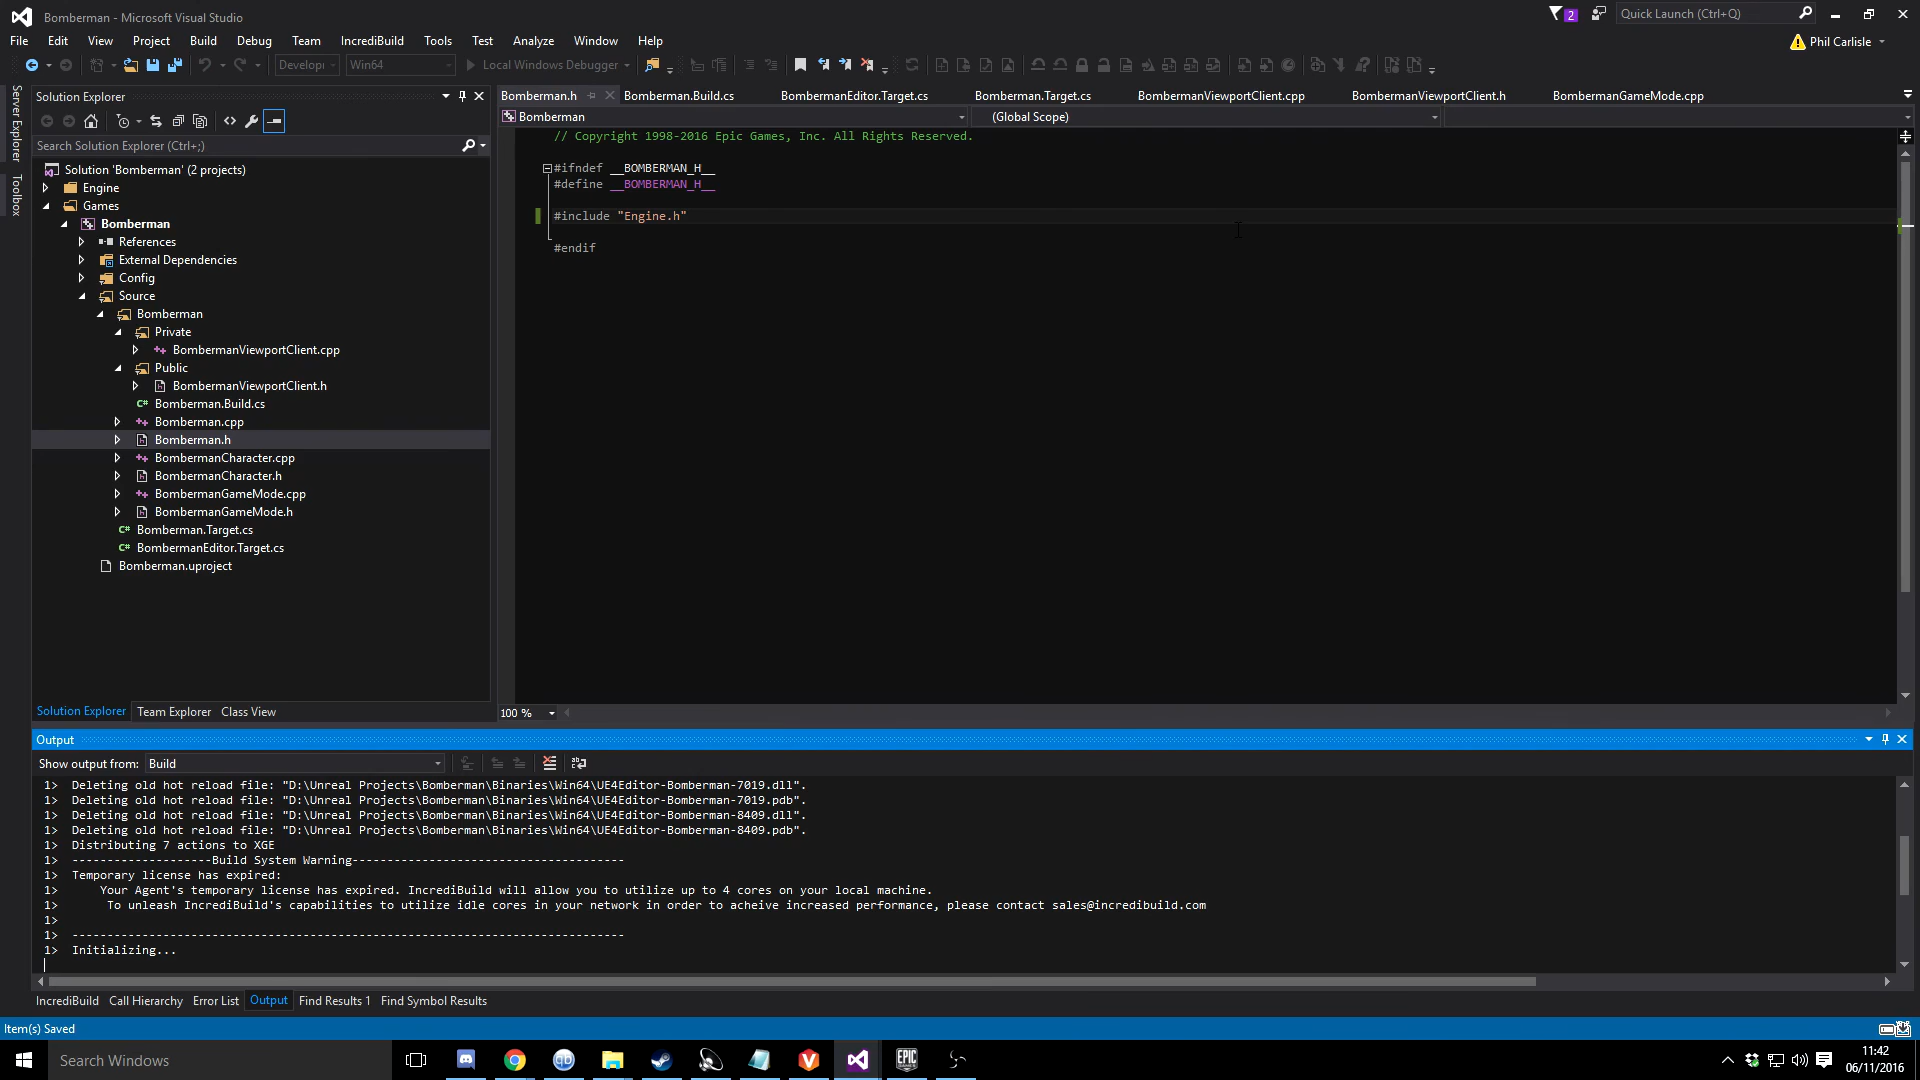 Bomberman - Microsoft Visual Studio
2
Quick Launch (Ctrl+Q)
File Edit View Project Build Debug Team IncrediBuild Tools Test Analyze Window Help
Phil Carlisle
Develop Win64 Local Windows Debugger
Server Explorer
Toolbox
Solution Explorer
Search Solution Explorer (Ctrl+;)
Solution 'Bomberman' (2 projects)
Engine
Games
Bomberman
References
External Dependencies
Config
Source
Bomberman
Private
BombermanViewportClient.cpp
Public
BombermanViewportClient.h
Bomberman.Build.cs
Bomberman.cpp
Bomberman.h
BombermanCharacter.cpp
BombermanCharacter.h
BombermanGameMode.cpp
BombermanGameMode.h
Bomberman.Target.cs
BombermanEditor.Target.cs
Bomberman.uproject
Solution Explorer Team Explorer Class View
Bomberman.h Bomberman.Build.cs BombermanEditor.Target.cs Bomberman.Target.cs BombermanViewportClient.cpp BombermanViewportClient.h BombermanGameMode.cpp
Bomberman (Global Scope)
// Copyright 1998-2016 Epic Games, Inc. All Rights Reserved.
#ifndef __BOMBERMAN_H__
#define __BOMBERMAN_H__
#include "Engine.h"
#endif
100 %
Output
Show output from: Build
1> Deleting old hot reload file: "D:\Unreal Projects\Bomberman\Binaries\Win64\UE4Editor-Bomberman-7019.dll".
1> Deleting old hot reload file: "D:\Unreal Projects\Bomberman\Binaries\Win64\UE4Editor-Bomberman-7019.pdb".
1> Deleting old hot reload file: "D:\Unreal Projects\Bomberman\Binaries\Win64\UE4Editor-Bomberman-8409.dll".
1> Deleting old hot reload file: "D:\Unreal Projects\Bomberman\Binaries\Win64\UE4Editor-Bomberman-8409.pdb".
1> Distributing 7 actions to XGE
1> --------------------Build System Warning---------------------------------------
1> Temporary license has expired:
1> Your Agent's temporary license has expired. IncrediBuild will allow you to utilize up to 4 cores on your local machine.
1> To unleash IncrediBuild's capabilities to utilize idle cores in your network in order to acheive increased performance, please contact sales@incredibuild.com
1>
1> -------------------------------------------------------------------------------
1> Initializing...
IncrediBuild Call Hierarchy Error List Output Find Results 1 Find Symbol Results
Item(s) Saved
Search Windows
EPIC
11:42
06/11/2016